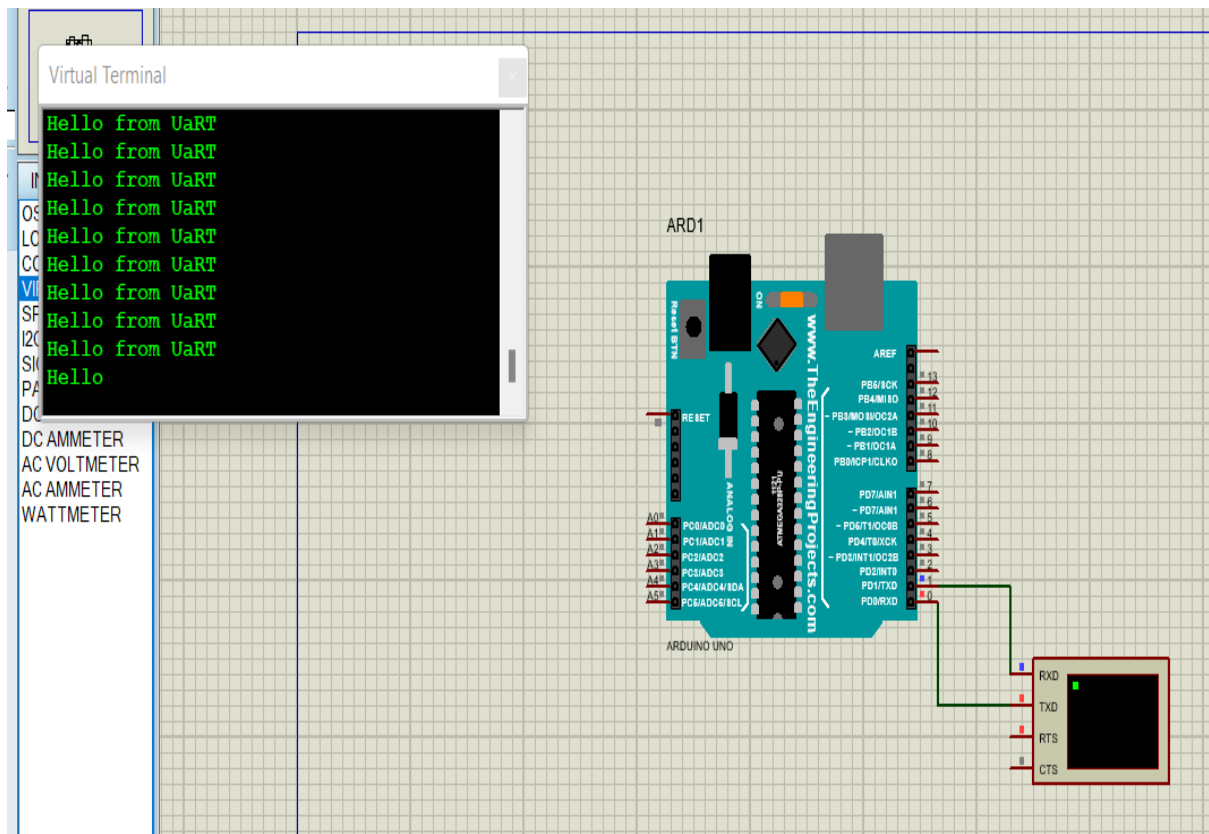 Virtual Terminal
x
Hello from UaRT
Hello from UaRT
Hello from UaRT
Hello from UaRT
Hello from UaRT
Hello from UaRT
Hello from UaRT
Hello from UaRT
Hello from UaRT
Hello
DC AMMETER
AC VOLTMETER
AC AMMETER
WATTMETER
ARD1
Reset BTN
ON
www.TheEngineeringProjects.com
ANALOG IN
1121
ATMEGA328P-PU
RESET
A0
A1
A2
A3
A4
A5
PC0/ADC0
PC1/ADC1
PC2/ADC2
PC3/ADC3
PC4/ADC4/SDA
PC5/ADC5/SCL
AREF
PB5/SCK
PB4/MISO
~ PB3/MOSI/OC2A
~ PB2/OC1B
~ PB1/OC1A
PB0/ICP1/CLKO
PD7/AIN1
~ PD7/AIN1
~ PD5/T1/OC0B
PD4/T0/XCK
~ PD3/INT1/OC2B
PD2/INT0
PD1/TXD
PD0/RXD
13
12
11
10
9
8
7
6
5
4
3
2
1
0
ARDUINO UNO
RXD
TXD
RTS
CTS